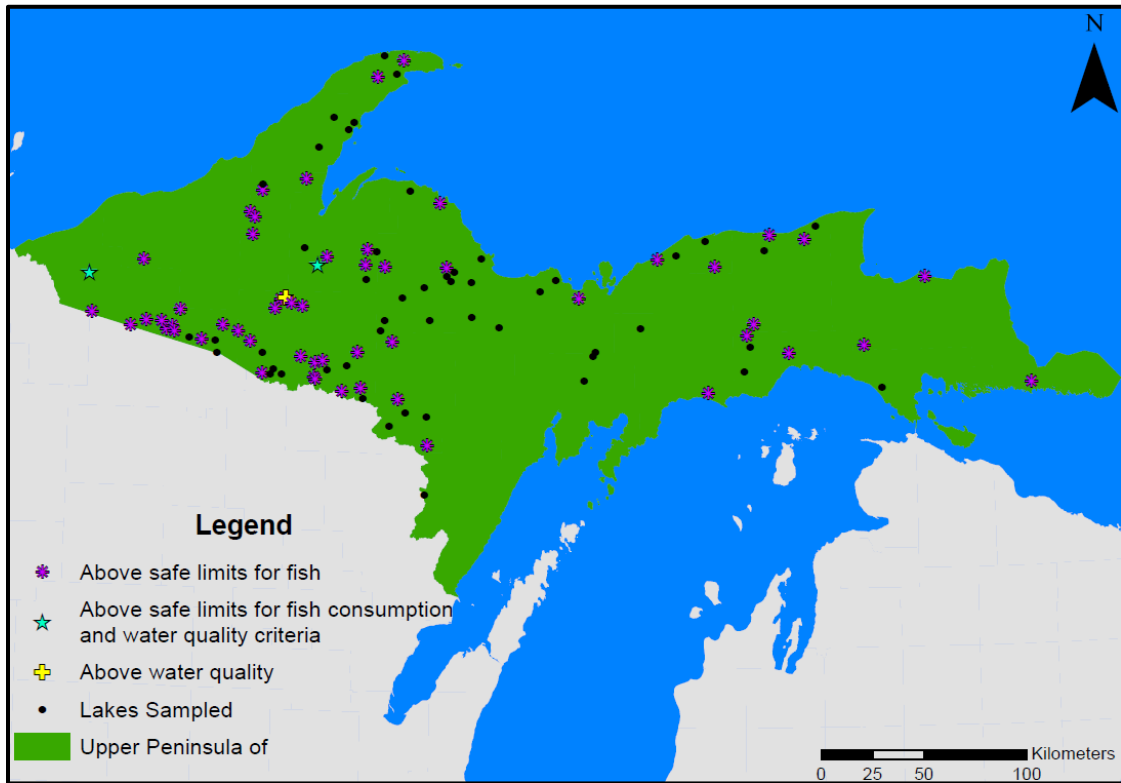 N
Legend
Above safe limits for fish
Above safe limits for fish consumption
and water quality criteria
Above water quality
Lakes Sampled
Upper Peninsula of
Kilometers
0 25 50 100